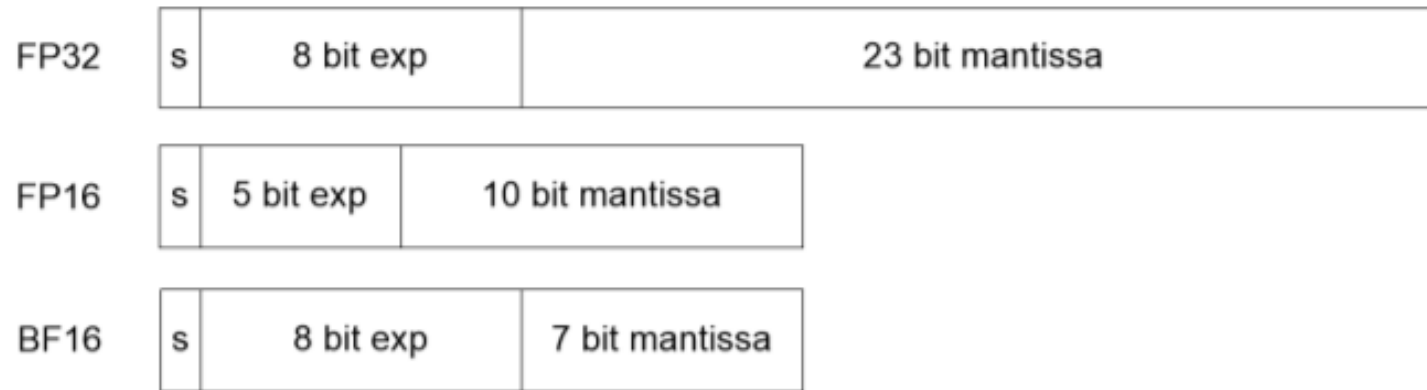 FP32 s 8 bit exp 23 bit mantissa
FP16 s 5 bit exp 10 bit mantissa
BF16 s 8 bit exp 7 bit mantissa